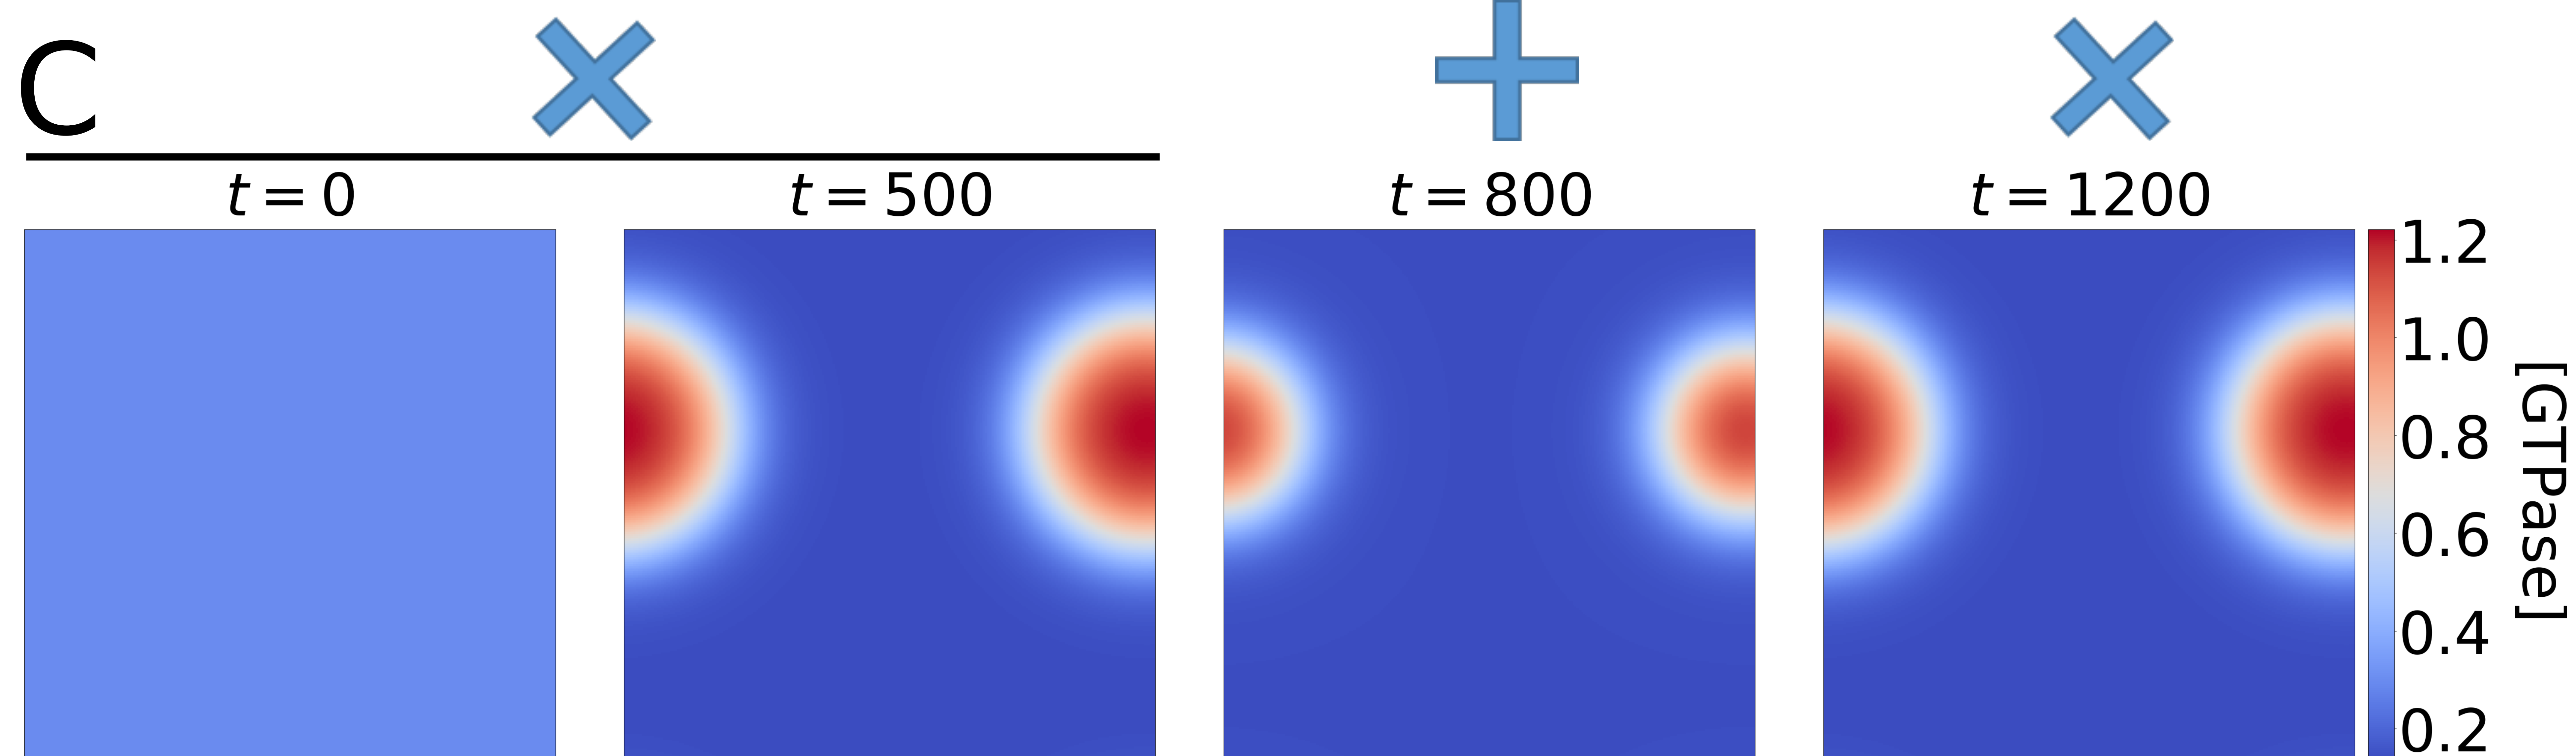 C
t = 0
t = 500
t = 800
t = 1200
1.2
1.0
0.8
0.6
0.4
0.2
[GTPase]